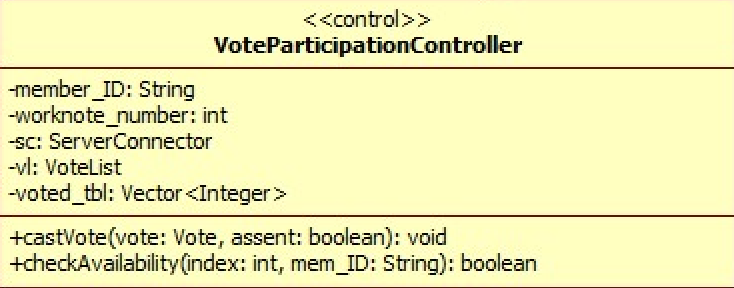 <<control>>
VoteParticipationController
-member_ID: String
-worknote_number: int
-sc: ServerConnector
-vl: VoteList
-voted_tbl: Vector<Integer>
+castVote(vote: Vote, assent: boolean): void
+checkAvailability(index: int, mem_ID: String): boolean